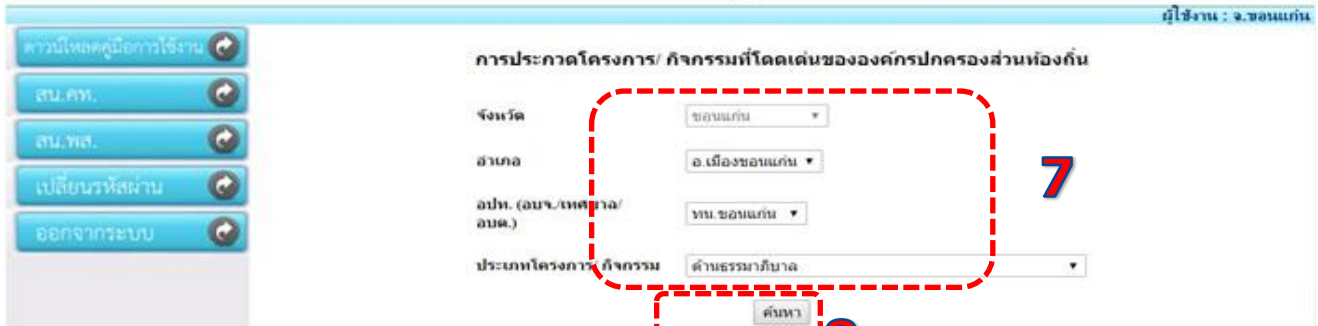 ผู้ใช้งาน : จ.ขอนแก่น
ดาวน์โหลดคู่มือการใช้งาน
สน.คท.
สน.พส.
เปลี่ยนรหัสผ่าน
ออกจากระบบ
การประกวดโครงการ/ กิจกรรมที่โดดเด่นขององค์กรปกครองส่วนท้องถิ่น
จังหวัด ขอนแก่น
อำเภอ อ.เมืองขอนแก่น
อปท. (อบจ./เทศบาล/
อบต.) ทน.ขอนแก่น
ประเภทโครงการ/ กิจกรรม ด้านธรรมาภิบาล
7
ค้นหา